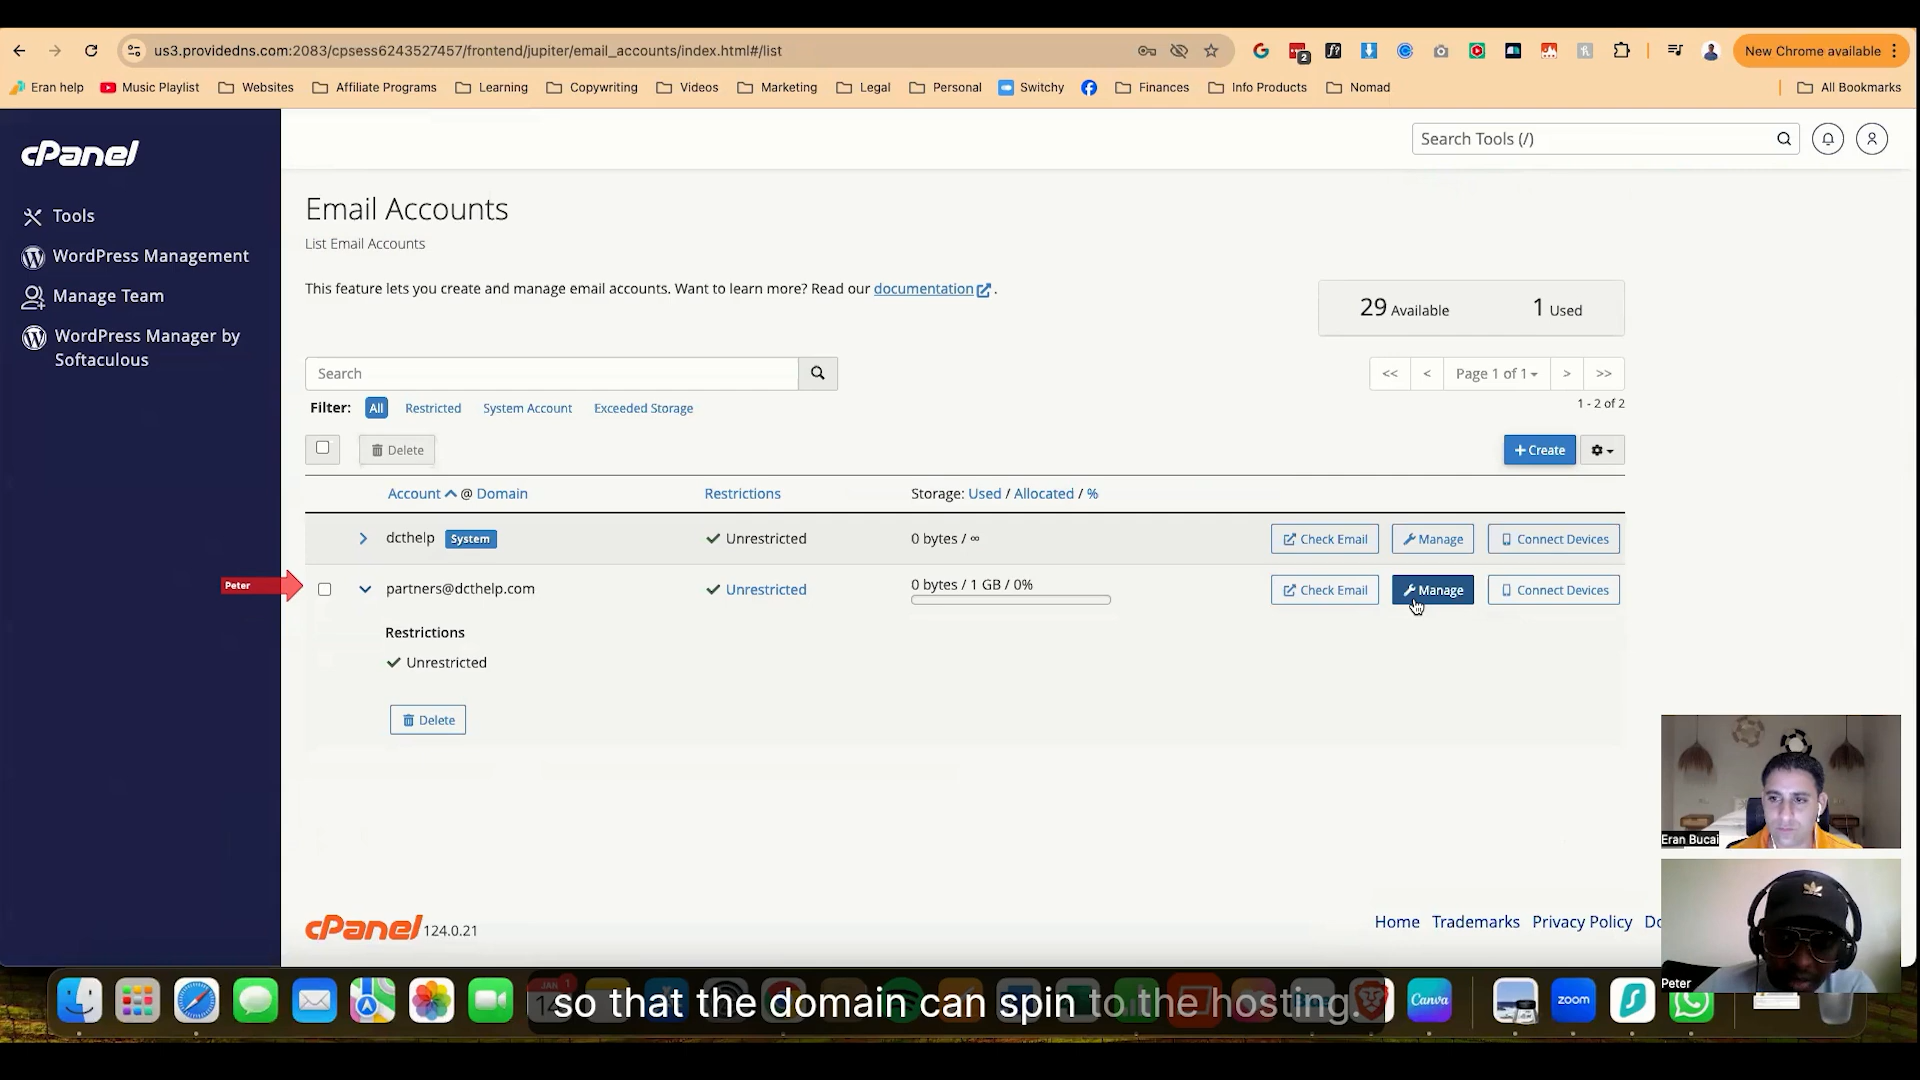 us3.providedns.com:2083/cpsess6243527457/frontend/jupiter/email_accounts/index.html#/list
2
New Chrome available
Eran help
Music Playlist
Websites
Affiliate Programs
Learning
Copywriting
Videos
Marketing
Legal
Personal
Switchy
Finances
Info Products
Nomad
All Bookmarks
cPanel
Tools
WordPress Management
Manage Team
WordPress Manager by
Softaculous
Search Tools (/)
Email Accounts
List Email Accounts
This feature lets you create and manage email accounts. Want to learn more? Read our documentation .
29 Available 1 Used
Search
<< < Page 1 of 1 > >>
1 - 2 of 2
Filter: All Restricted System Account Exceeded Storage
Delete
+ Create
Account @ Domain Restrictions Storage: Used / Allocated / %
dcthelp System Unrestricted 0 bytes / ∞ Check Email Manage Connect Devices
Peter
partners@dcthelp.com Unrestricted 0 bytes / 1 GB / 0% Check Email Manage Connect Devices
Restrictions
Unrestricted
Delete
Eran Bucai
cPanel 124.0.21
Home Trademarks Privacy Policy
Peter
JAN
so that the domain can spin to the hosting.
Canva
zoom